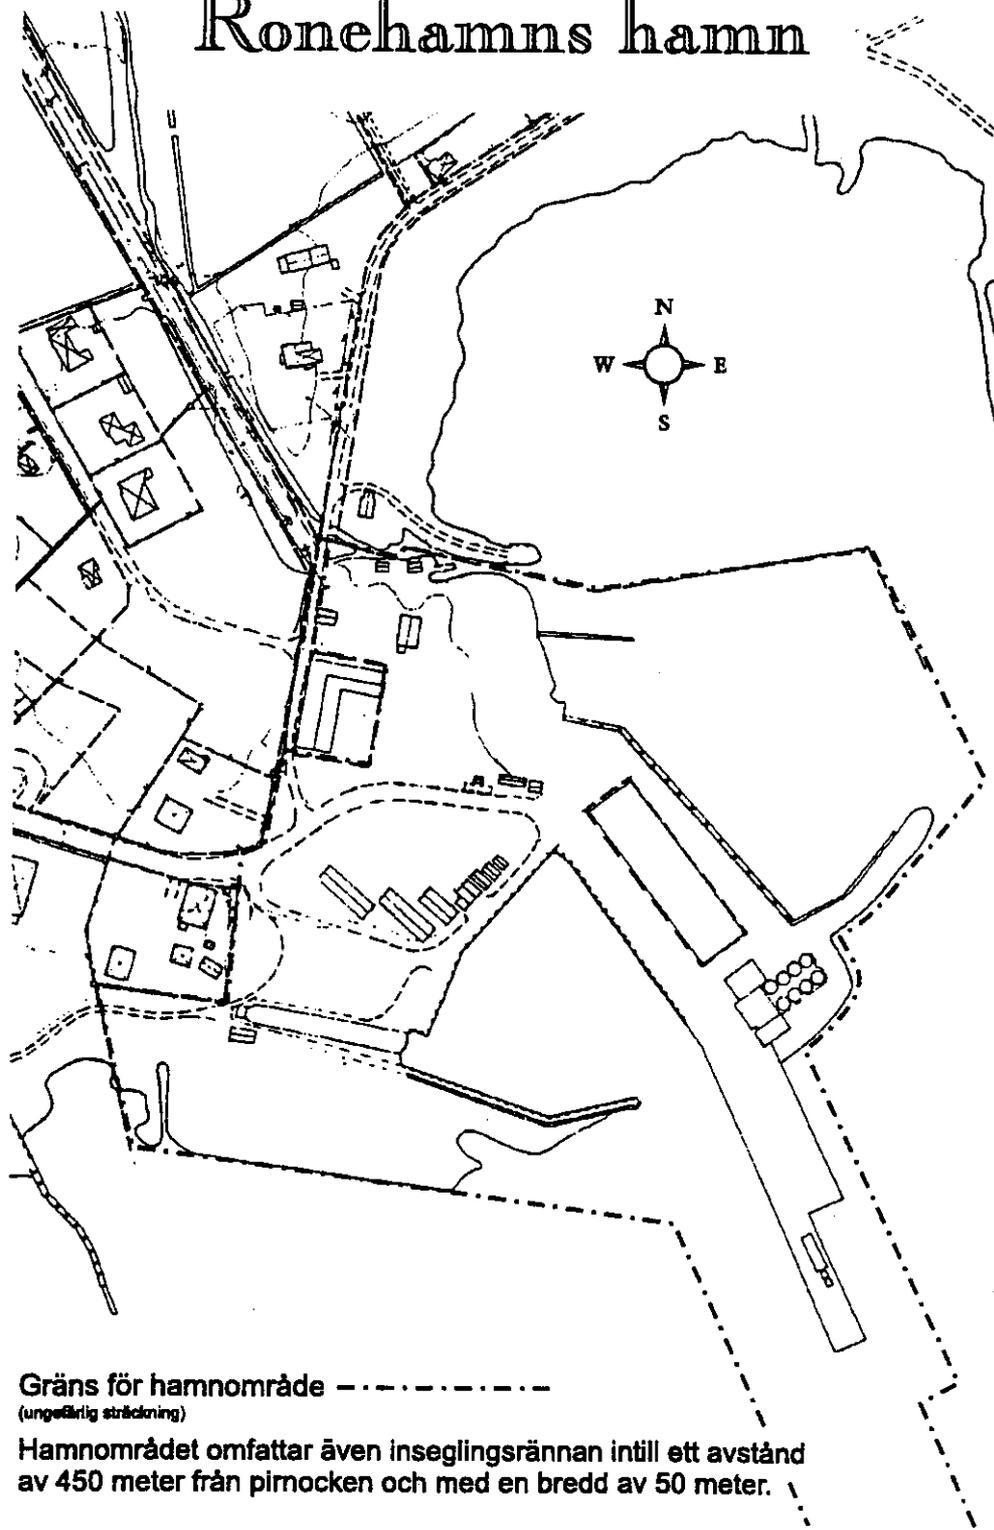 Ronehamns hamn
N
W E
S
Gräns för hamnområde
(ungefärlig sträckning)
Hamnområdet omfattar även inseglingsrännan intill ett avstånd
av 450 meter från pirnocken och med en bredd av 50 meter.